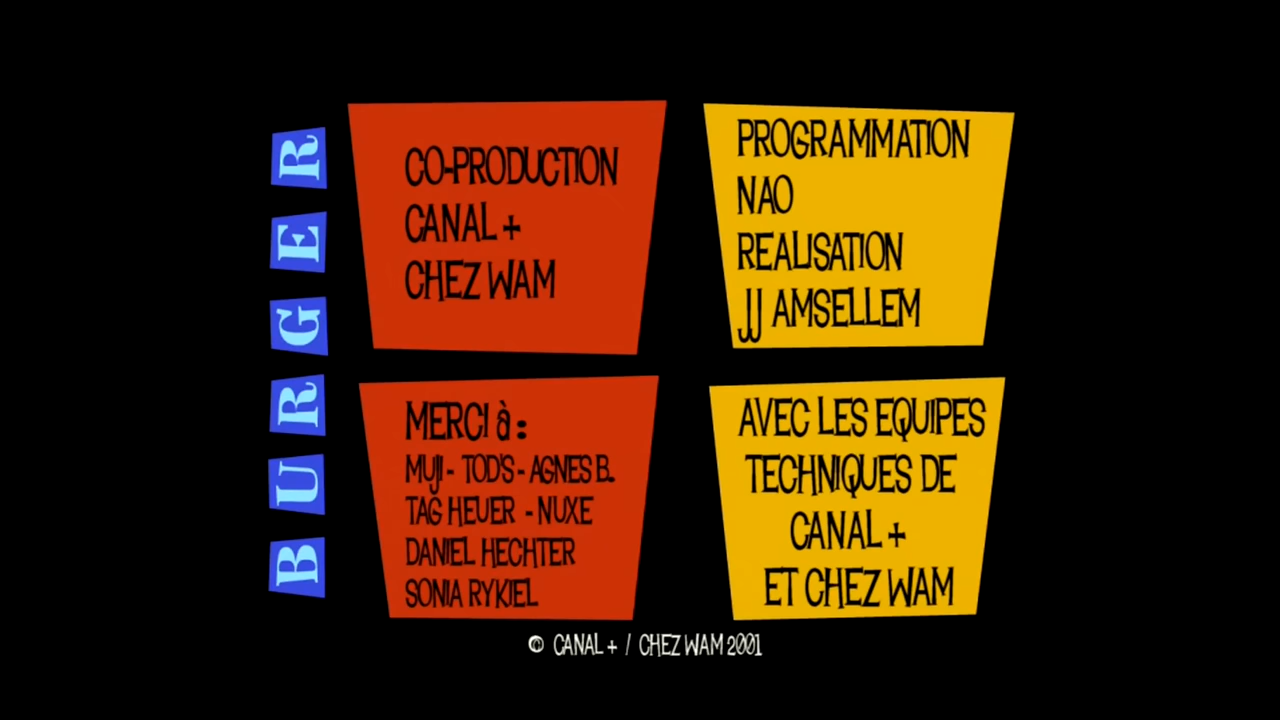 BURGER
CO-PRODUCTION
CANAL+
CHEZ WAM
PROGRAMMATION
NAO
REALISATION
JJ AMSELLEM
MERCI à :
MUJI - TOD'S - AGNES B.
TAG HEUER - NUXE
DANIEL HECHTER
SONIA RYKIEL
AVEC LES EQUIPES
TECHNIQUES DE
CANAL+
ET CHEZ WAM
© CANAL+ / CHEZ WAM 2001